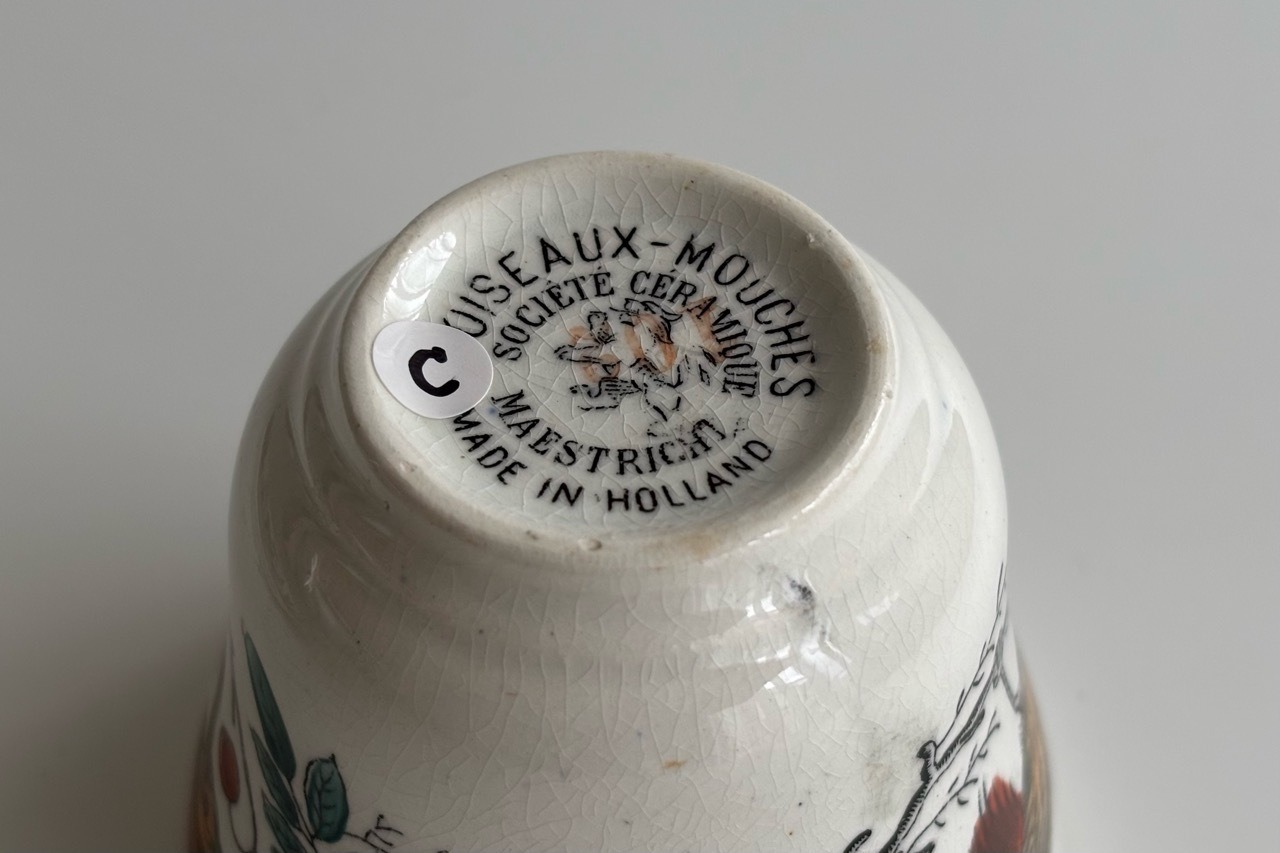 OISEAUX-MOUCHES
SOCIÉTÉ CÉRAMIQUE
MAESTRICHT
MADE IN HOLLAND
C